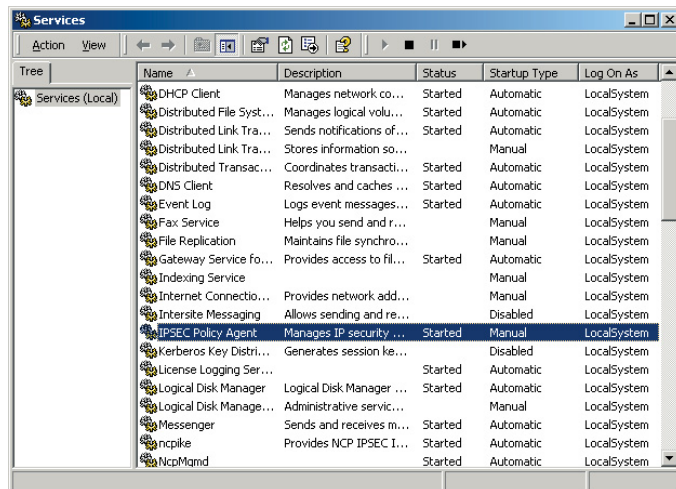 Services
Action View
Tree
Services (Local)
Name Description Status Startup Type Log On As
DHCP Client Manages network co... Started Automatic LocalSystem
Distributed File Syst... Manages logical volu... Started Automatic LocalSystem
Distributed Link Tra... Sends notifications of... Started Automatic LocalSystem
Distributed Link Tra... Stores information so... Manual LocalSystem
Distributed Transac... Coordinates transacti... Started Automatic LocalSystem
DNS Client Resolves and caches ... Started Automatic LocalSystem
Event Log Logs event messages... Started Automatic LocalSystem
Fax Service Helps you send and r... Manual LocalSystem
File Replication Maintains file synchro... Manual LocalSystem
Gateway Service fo... Provides access to fil... Started Automatic LocalSystem
Indexing Service Manual LocalSystem
Internet Connectio... Provides network add... Manual LocalSystem
Intersite Messaging Allows sending and re... Disabled LocalSystem
IPSEC Policy Agent Manages IP security ... Started Manual LocalSystem
Kerberos Key Distri... Generates session ke... Disabled LocalSystem
License Logging Ser... Started Automatic LocalSystem
Logical Disk Manager Logical Disk Manager ... Started Automatic LocalSystem
Logical Disk Manage... Administrative servic... Manual LocalSystem
Messenger Sends and receives m... Started Automatic LocalSystem
ncpike Provides NCP IPSEC I... Started Automatic LocalSystem
NcpMgmd Started Automatic LocalSystem